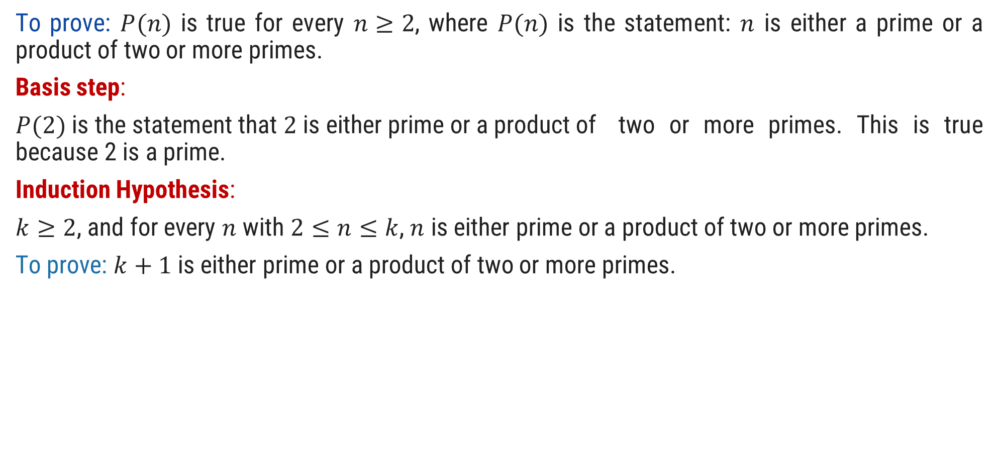 To prove: P(n) is true for every n ≥ 2, where P(n) is the statement: n is either a prime or a
product of two or more primes.
Basis step:
P(2) is the statement that 2 is either prime or a product of two or more primes. This is true
because 2 is a prime.
Induction Hypothesis:
k ≥ 2, and for every n with 2 ≤ n ≤ k, n is either prime or a product of two or more primes.
To prove: k + 1 is either prime or a product of two or more primes.